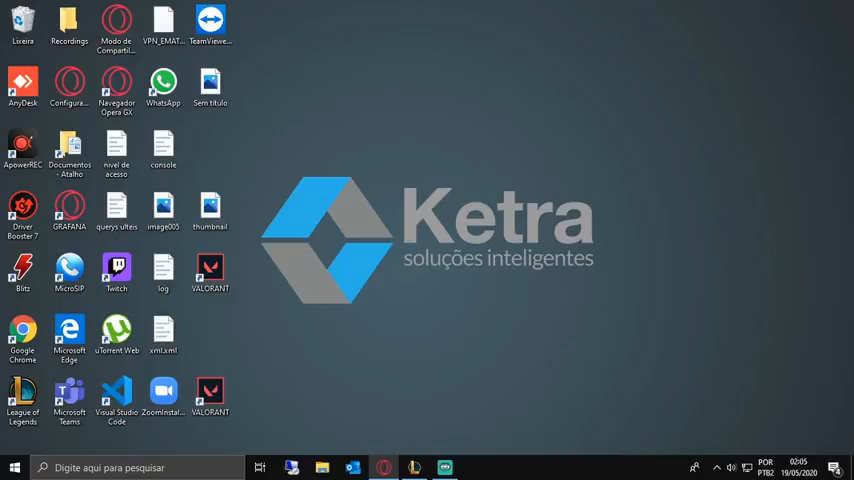 Lixeira
Recordings
Modo de
Compartil...
VPN_EMAT...
TeamViewe...
AnyDesk
Configura...
Navegador
Opera GX
WhatsApp
Sem título
ApowerREC
Documentos
- Atalho
nivel de
acesso
console
Driver
Booster 7
GRAFANA
querys ulteis
image005
thumbnail
Blitz
MicroSIP
Twitch
log
VALORANT
Google
Chrome
Microsoft
Edge
uTorrent Web
xml.xml
League of
Legends
Microsoft
Teams
Visual Studio
Code
ZoomInstal...
VALORANT
Ketra
soluções inteligentes
Digite aqui para pesquisar
POR
PTB2
02:05
19/05/2020
4